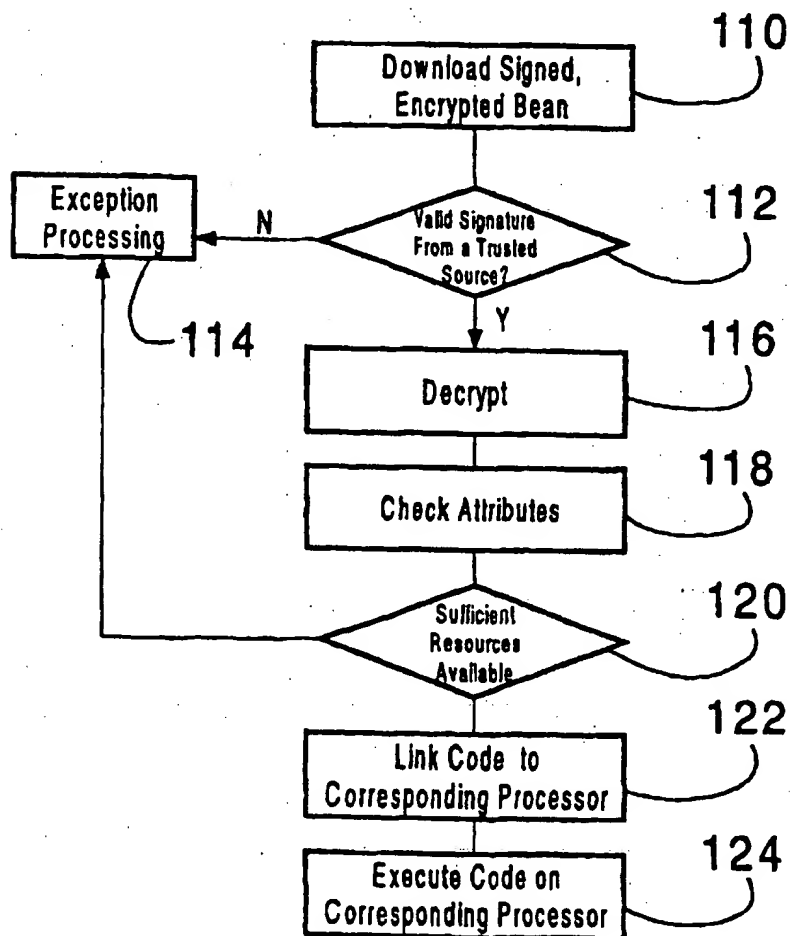 110
Download Signed,
Encrypted Bean
Exception
Processing
N
Valid Signature
From a Trusted
Source?
112
114
Y
116
Decrypt
118
Check Attributes
120
Sufficient
Resources
Available
122
Link Code to
Corresponding Processor
124
Execute Code on
Corresponding Processor